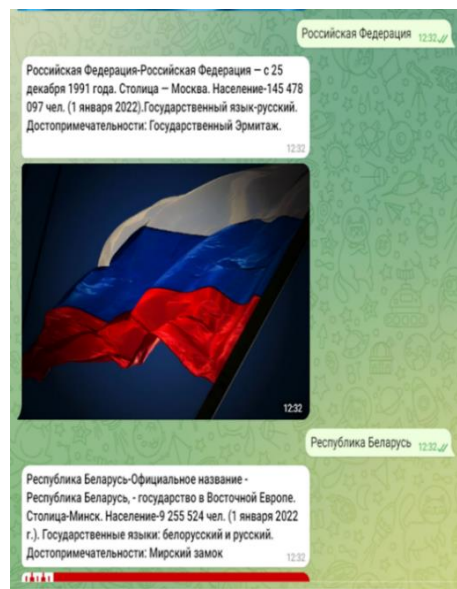 Российская Федерация 12:32
Российская Федерация-Российская Федерация — с 25
декабря 1991 года. Столица — Москва. Население-145 478
097 чел. (1 января 2022).Государственный язык-русский.
Достопримечательности: Государственный Эрмитаж.
12:32
12:32
Республика Беларусь 12:32
Республика Беларусь-Официальное название -
Республика Беларусь, - государство в Восточной Европе.
Столица-Минск. Население-9 255 524 чел. (1 января 2022
г.). Государственные языки: белорусский и русский.
Достопримечательности: Мирский замок
12:32